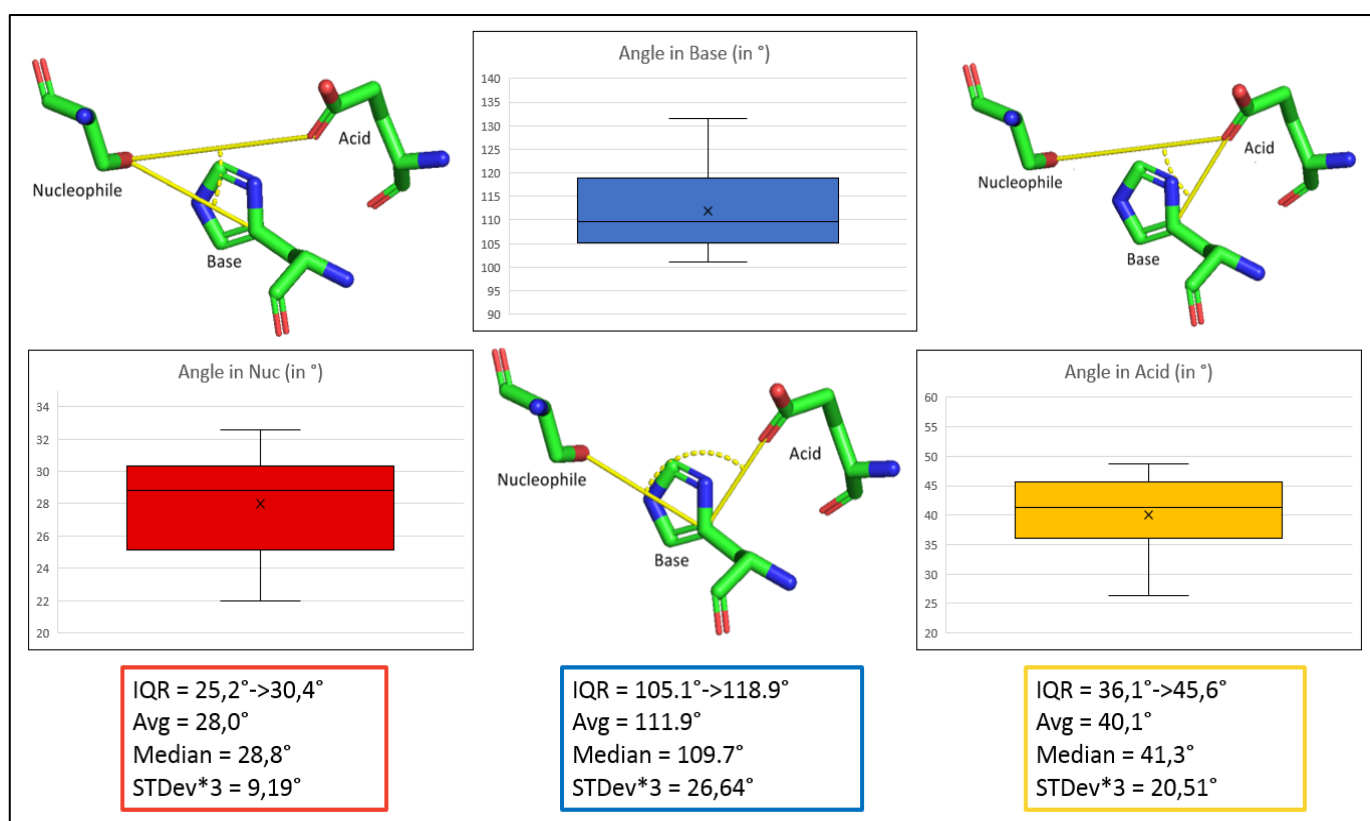 Nucleophile
Acid
Base
Angle in Base (in °)
140
135
130
125
120
115
110
105
100
95
90
Nucleophile
Acid
Base
Angle in Nuc (in °)
34
32
30
28
26
24
22
20
Nucleophile
Acid
Base
Angle in Acid (in °)
60
55
50
45
40
35
30
25
20
IQR = 25,2°->30,4°
Avg = 28,0°
Median = 28,8°
STDev*3 = 9,19°
IQR = 105.1°->118.9°
Avg = 111.9°
Median = 109.7°
STDev*3 = 26,64°
IQR = 36,1°->45,6°
Avg = 40,1°
Median = 41,3°
STDev*3 = 20,51°